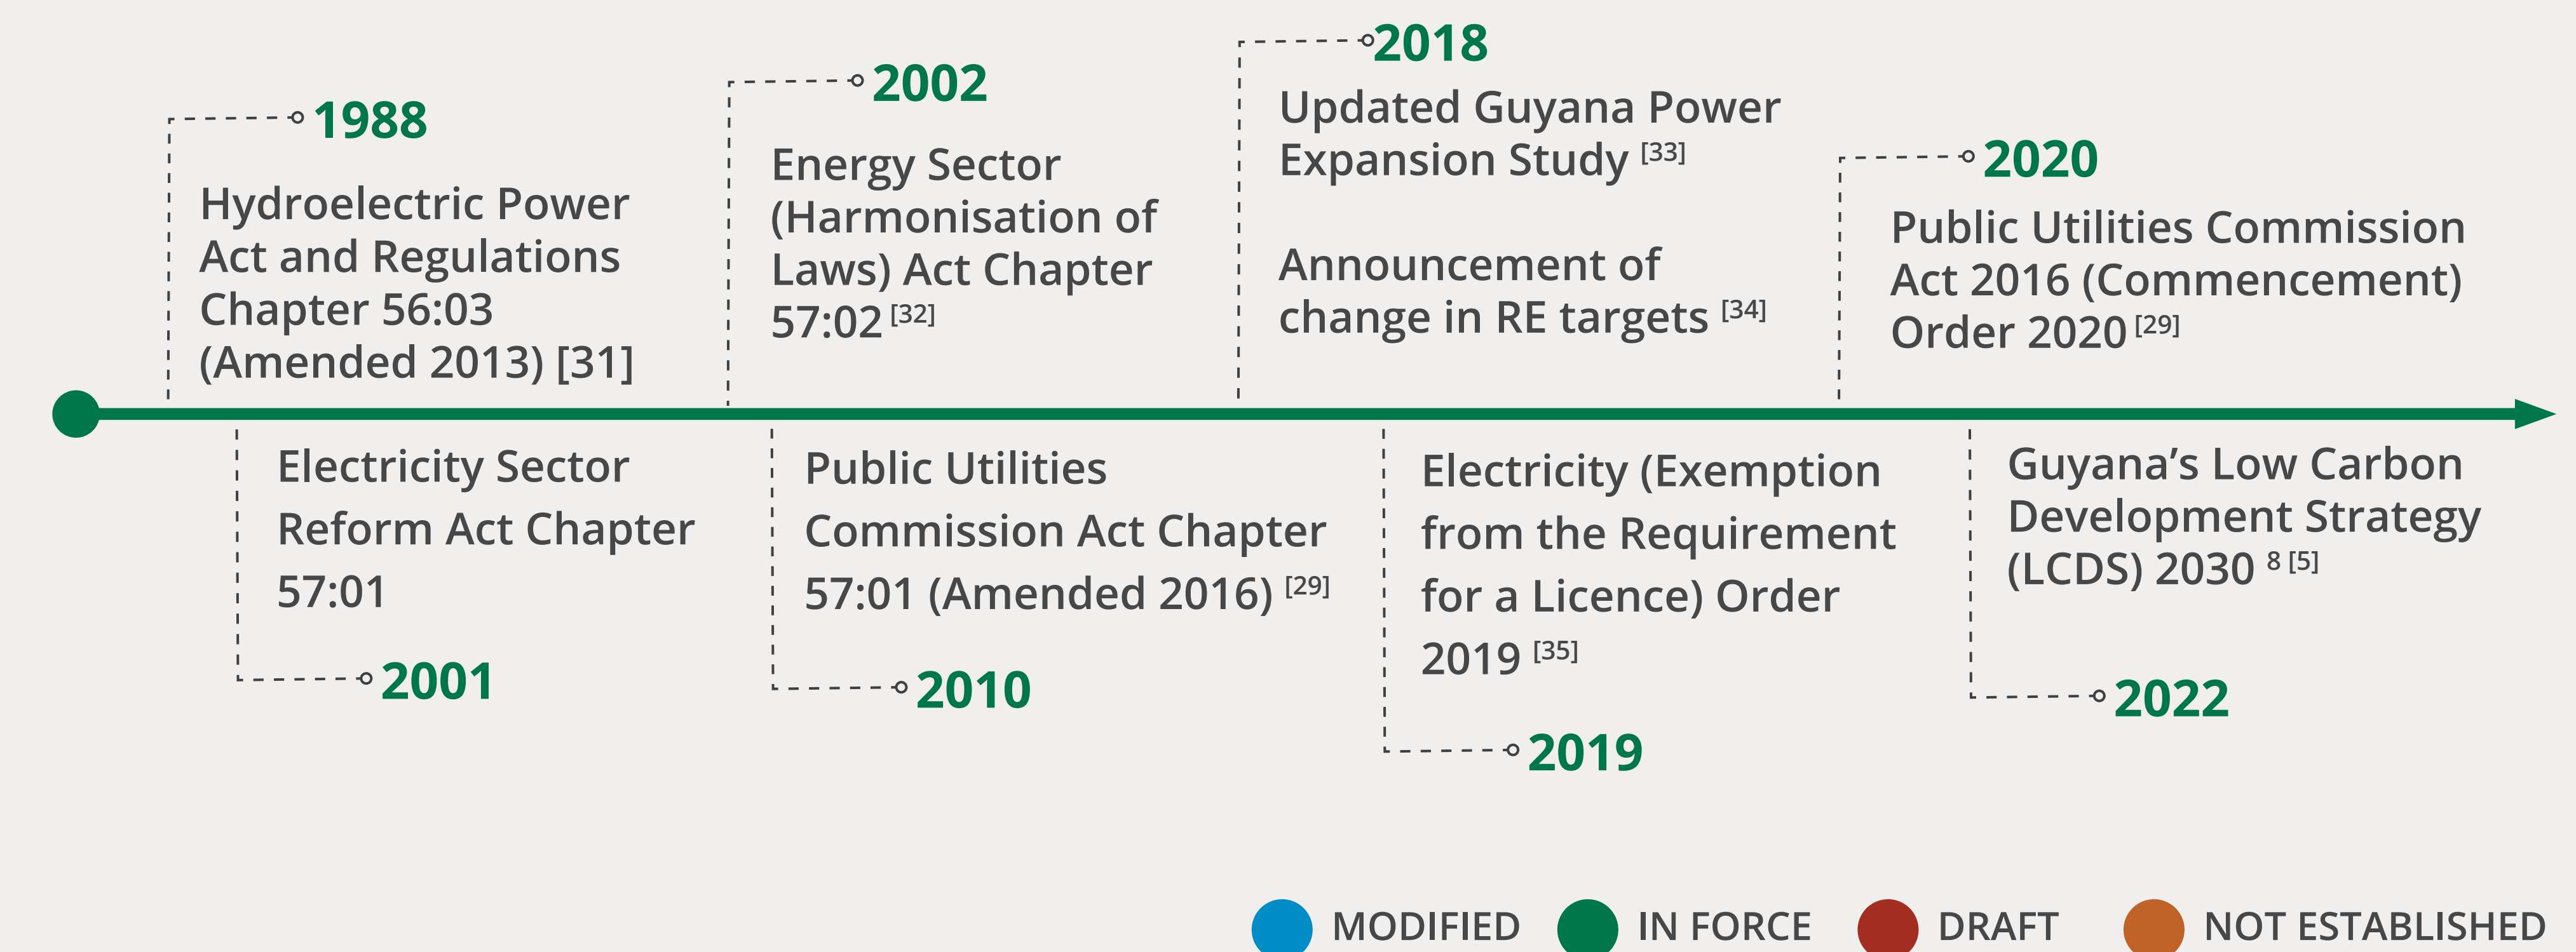 1988
Hydroelectric Power
Act and Regulations
Chapter 56:03
(Amended 2013) [31]
2002
Energy Sector
(Harmonisation of
Laws) Act Chapter
57:02 [32]
2018
Updated Guyana Power
Expansion Study [33]
Announcement of
change in RE targets [34]
2020
Public Utilities Commission
Act 2016 (Commencement)
Order 2020 [29]
Electricity Sector
Reform Act Chapter
57:01
2001
Public Utilities
Commission Act Chapter
57:01 (Amended 2016) [29]
2010
Electricity (Exemption
from the Requirement
for a Licence) Order
2019 [35]
2019
Guyana’s Low Carbon
Development Strategy
(LCDS) 2030 8 [5]
2022
MODIFIED
IN FORCE
DRAFT
NOT ESTABLISHED